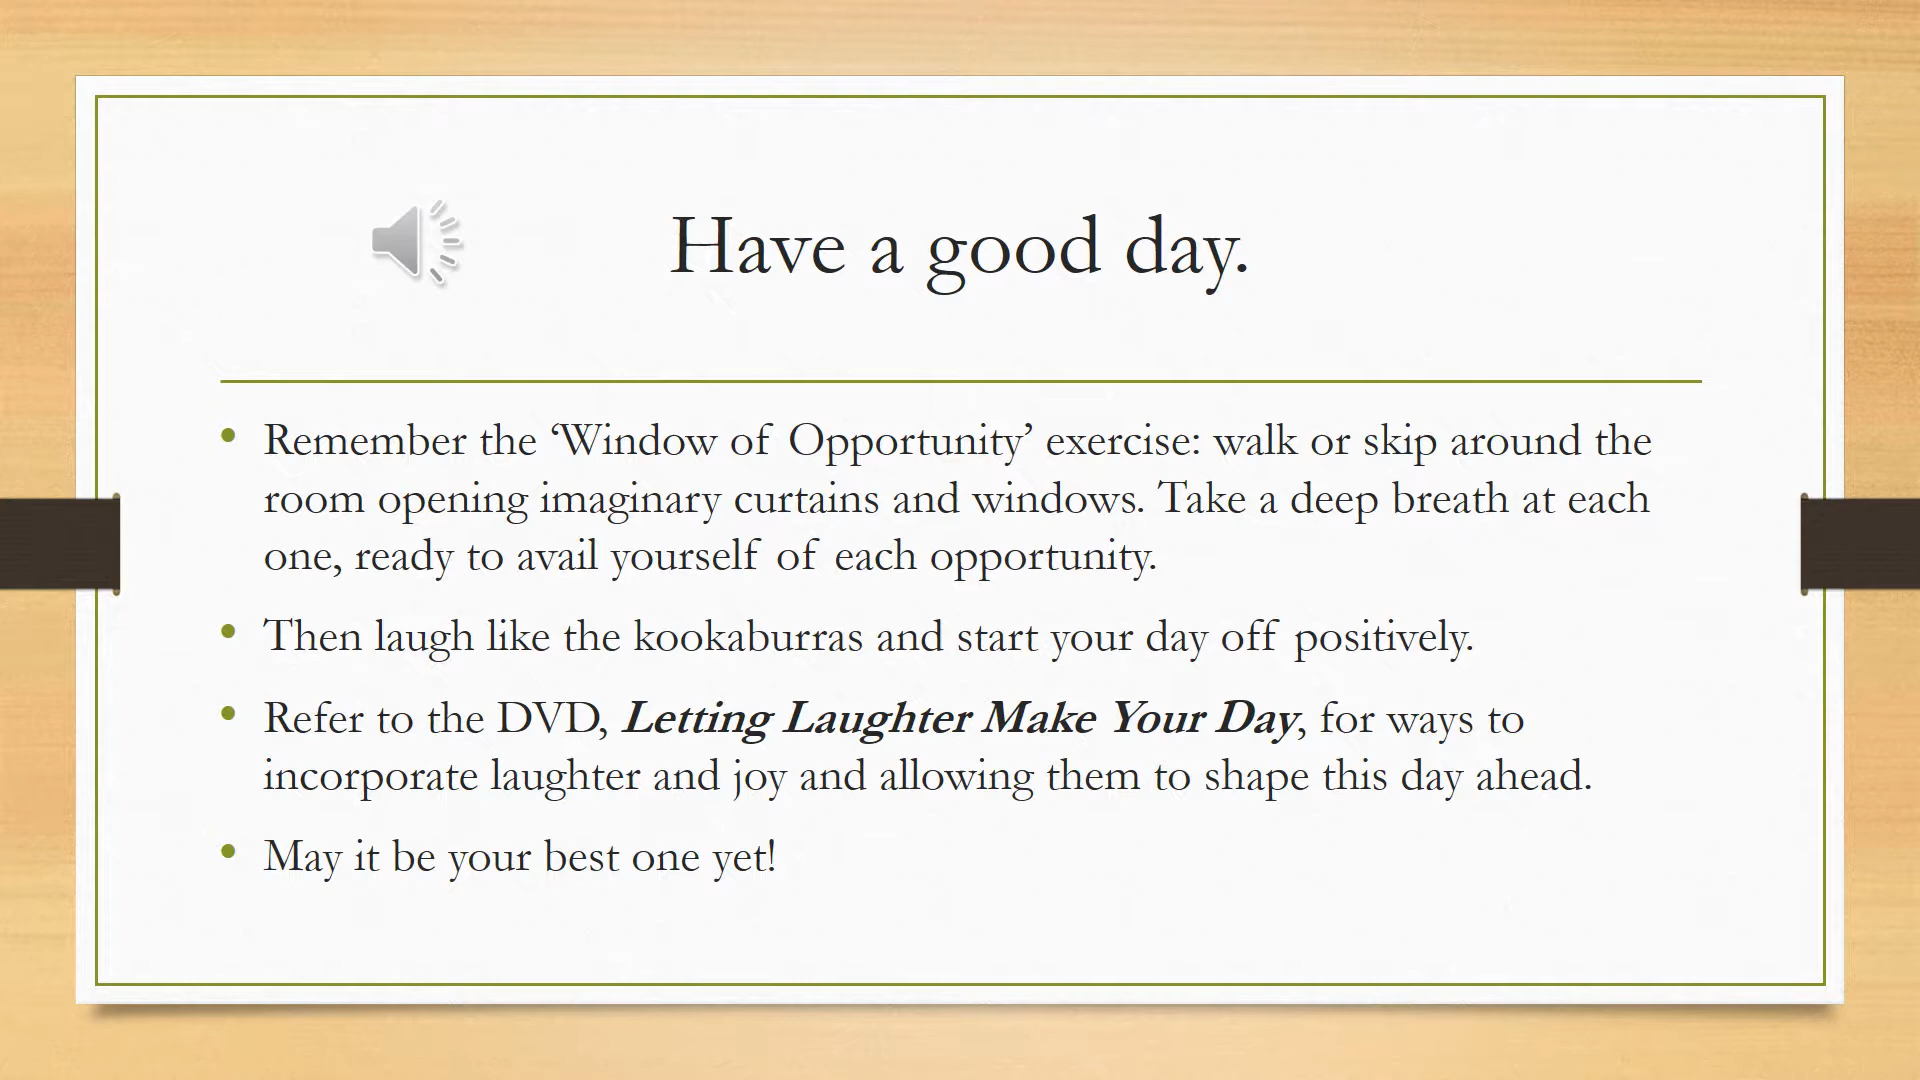 Have a good day.
Remember the ‘Window of Opportunity’ exercise: walk or skip around the
room opening imaginary curtains and windows. Take a deep breath at each
one, ready to avail yourself of each opportunity.
Then laugh like the kookaburras and start your day off positively.
Refer to the DVD, Letting Laughter Make Your Day, for ways to
incorporate laughter and joy and allowing them to shape this day ahead.
May it be your best one yet!